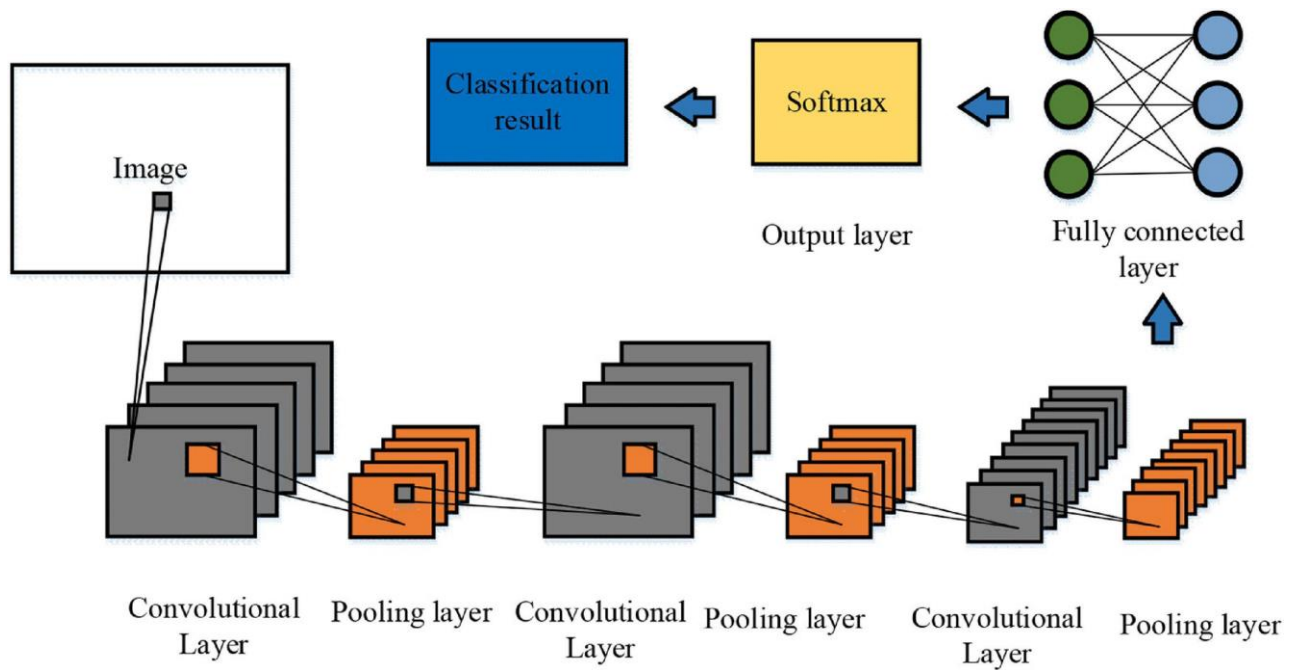 Image
Classification
result
Softmax
Output layer
Fully connected
layer
Convolutional
Layer
Pooling layer
Convolutional
Layer
Pooling layer
Convolutional
Layer
Pooling layer